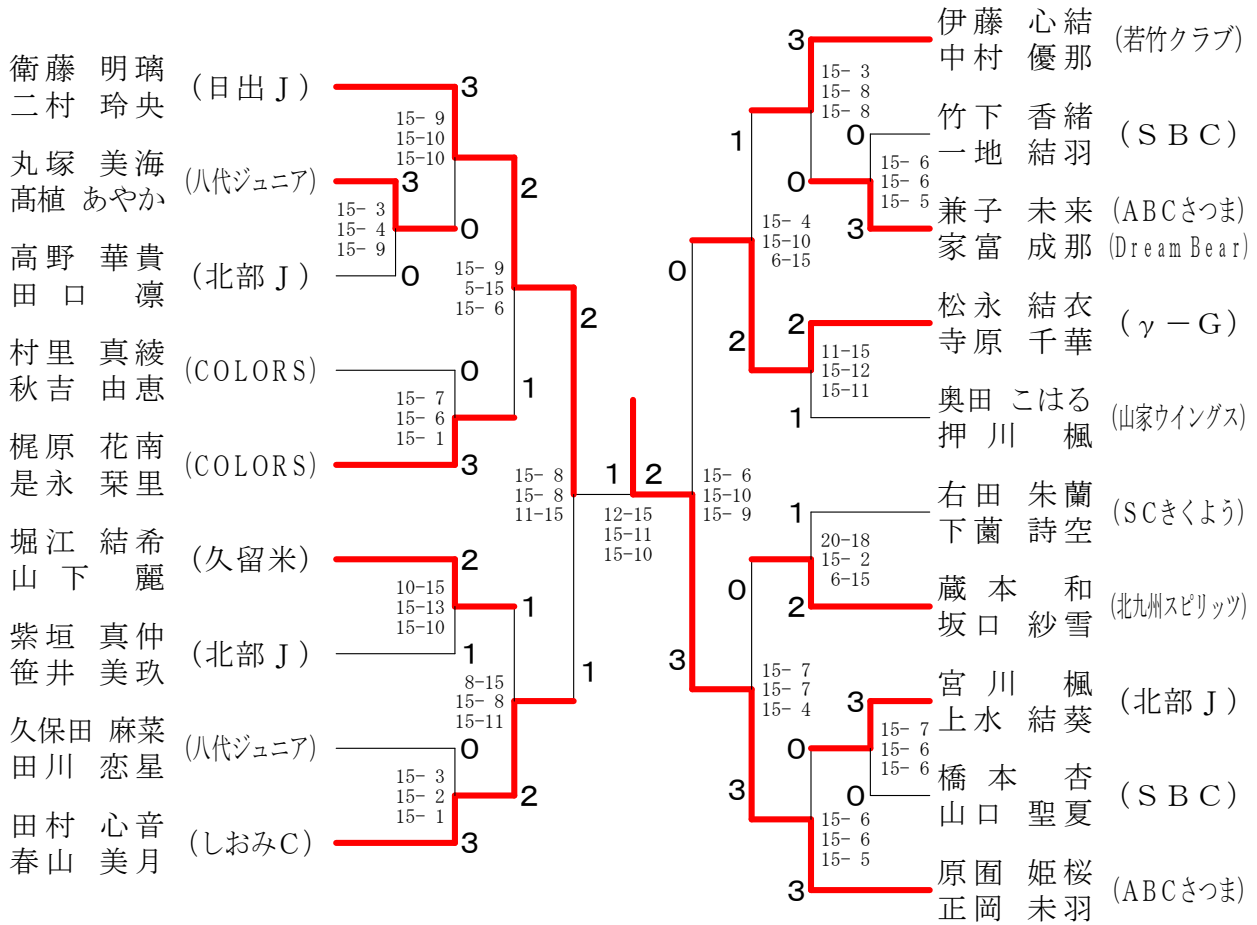 衛藤 明璃
二村 玲央
(日出J)
3
15- 9
15-10
15-10
丸塚 美海
髙植 あやか
(八代ジュニア)
3
15- 3
15- 4
15- 9
0
高野 華貴
田口 凛
(北部J)
0
2
15- 9
5-15
15- 6
村里 真綾
秋吉 由恵
(COLORS)
0
15- 7
15- 6
15- 1
1
梶原 花南
是永 栞里
(COLORS)
3
2
15- 8
15- 8
11-15
堀江 結希
山下 麗
(久留米)
2
10-15
15-13
15-10
1
柴垣 真仲
笹井 美玖
(北部J)
1
8-15
15- 8
15-11
1
久保田 麻菜
田川 恋星
(八代ジュニア)
0
15- 3
15- 2
15- 1
2
田村 心音
春山 美月
(しおみC)
3
1
2
12-15
15-11
15-10
伊藤 心結
中村 優那
(若竹クラブ)
3
15- 3
15- 8
15- 8
1
竹下 香緒
一地 結羽
(SBC)
0
15- 6
15- 6
15- 5
0
兼子 未来
家富 成那
(ABCさつま)
(Dream Bear)
3
15- 4
15-10
6-15
0
松永 結衣
寺原 千華
(γ-G)
2
2
11-15
15-12
15-11
奥田 こはる
押川 楓
(山家ウイングス)
1
15- 6
15-10
15- 9
右田 朱蘭
下薗 詩空
(SCきくよう)
1
20-18
15- 2
6-15
0
蔵本 和
坂口 紗雪
(北九州スピリッツ)
2
3
15- 7
15- 7
15- 4
宮川 楓
上水 結葵
(北部J)
3
15- 7
15- 6
15- 6
0
橋本 杏
山口 聖夏
(SBC)
0
3
15- 6
15- 6
15- 5
原囿 姫桜
正岡 未羽
(ABCさつま)
3